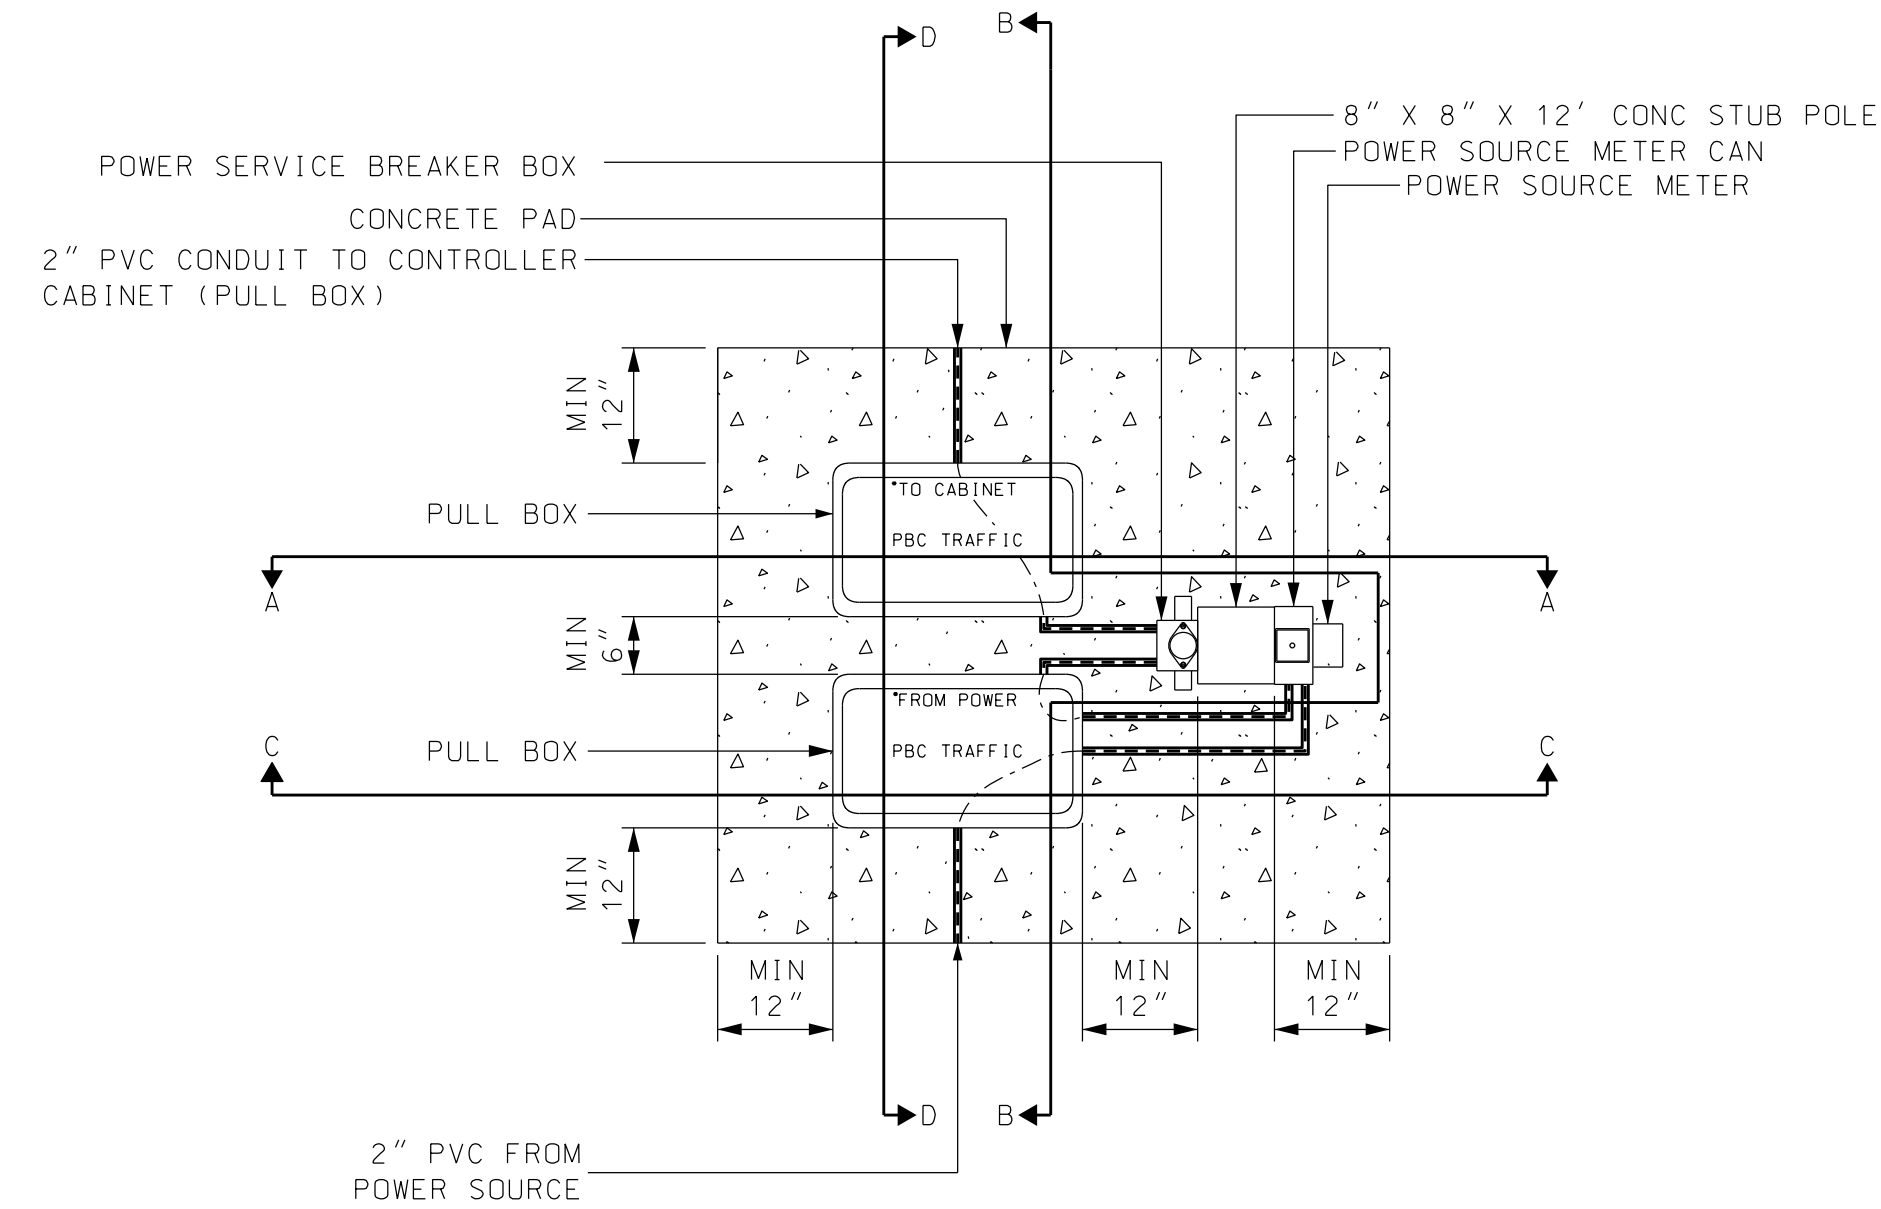 D
B
8" X 8" X 12' CONC STUB POLE
POWER SOURCE METER CAN
POWER SOURCE METER
POWER SERVICE BREAKER BOX
CONCRETE PAD
2" PVC CONDUIT TO CONTROLLER
CABINET (PULL BOX)
MIN
12"
TO CABINET
PULL BOX
PBC TRAFFIC
A
A
MIN
6"
FROM POWER
C
C
PULL BOX
PBC TRAFFIC
MIN
12"
MIN
12"
MIN
12"
MIN
12"
D
B
2" PVC FROM
POWER SOURCE